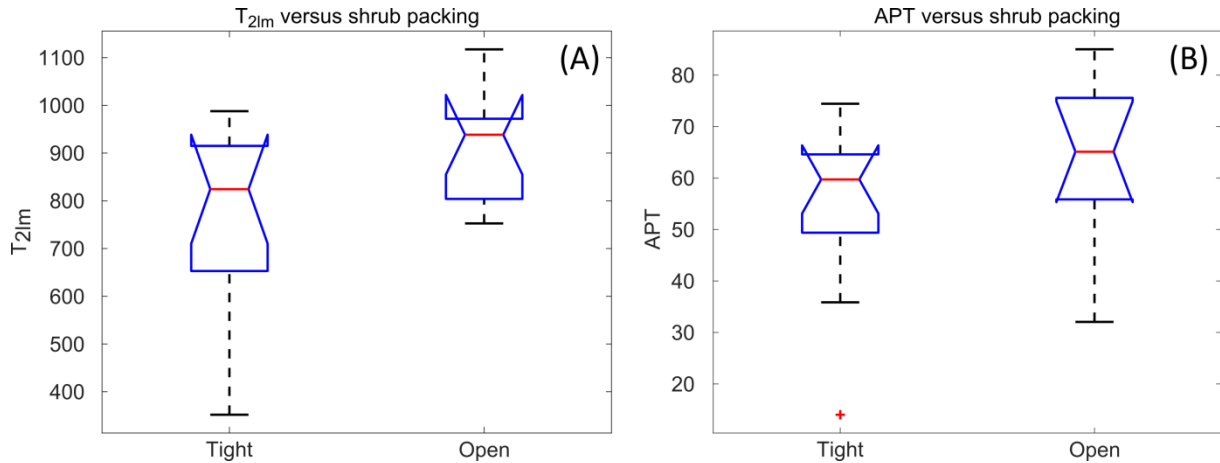 T2lm versus shrub packing
(A)
1100
1000
900
800
700
600
500
400
T2lm
Tight Open
APT versus shrub packing
(B)
80
70
60
50
40
30
20
APT
Tight Open